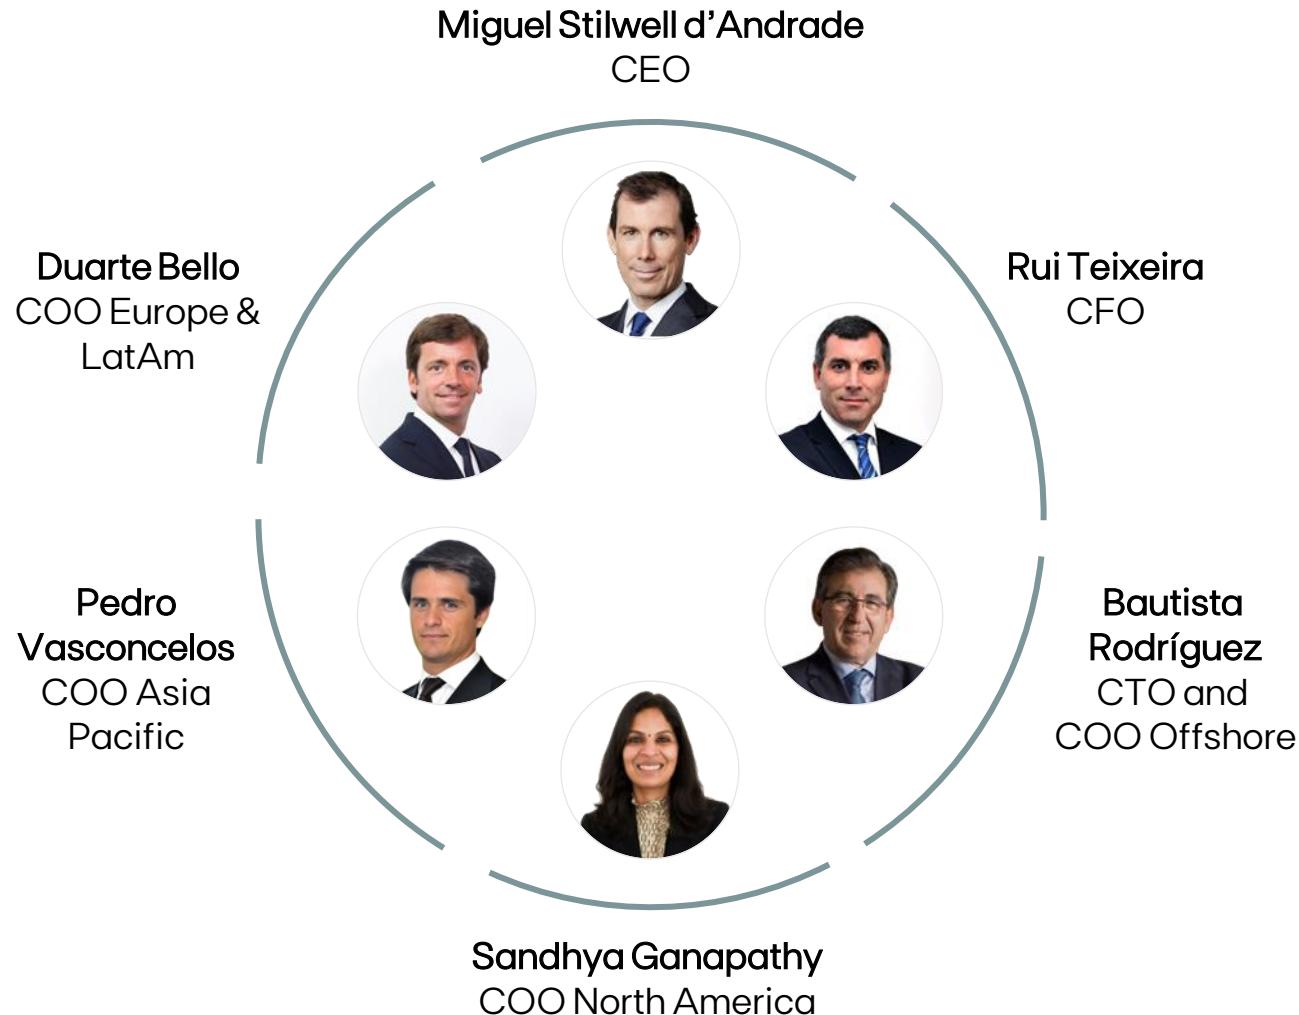 Miguel Stilwell d’Andrade
CEO
Duarte Bello
COO Europe &
LatAm
Rui Teixeira
CFO
Pedro
Vasconcelos
COO Asia
Pacific
Bautista
Rodríguez
CTO and
COO Offshore
Sandhya Ganapathy
COO North America